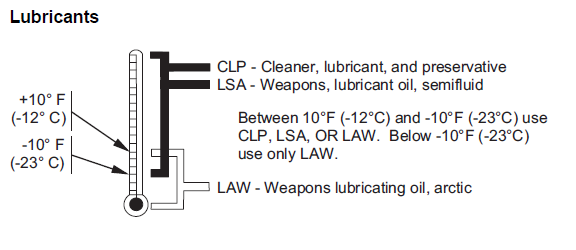 Lubricants
CLP - Cleaner, lubricant, and preservative
LSA - Weapons, lubricant oil, semifluid
+10° F
(-12° C)
-10° F
(-23° C)
Between 10°F (-12°C) and -10°F (-23°C) use
CLP, LSA, OR LAW. Below -10°F (-23°C)
use only LAW.
LAW - Weapons lubricating oil, arctic